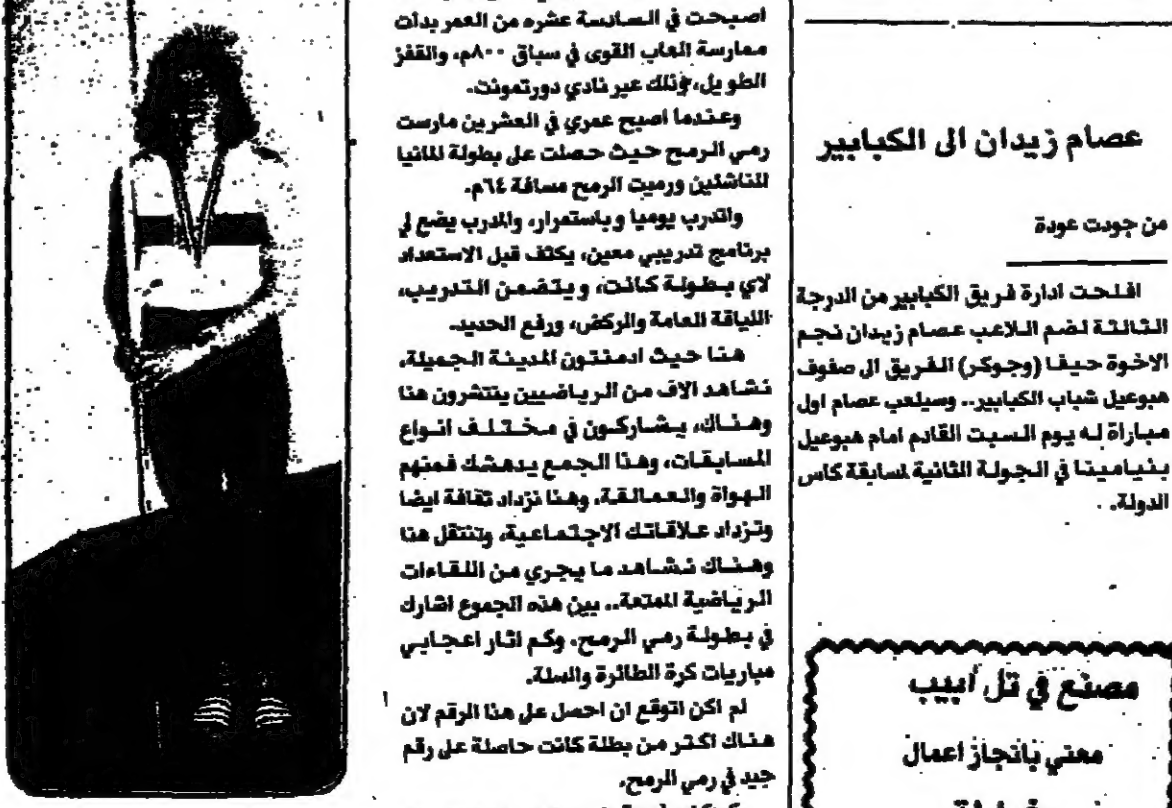 عصام زيدان الى الكبابير
من جودت عودة
افلحت ادارة فريق الكبابير من الدرجة
الثالثة لضم اللاعب عصام زيدان نجم
الاخوة حيفا (وجوكر) الفريق الى صفوف
هبوعيل شباب الكبابير.. وسيلعب عصام اول
مباراة له يوم السبت القادم امام هبوعيل
بنيامينا في الجولة الثانية لمسابقة كاس
الدولة.
مصنع في تل أبيب
معني بانجاز اعمال
اصبحت في السادسة عشره من العمر بدأت
ممارسة العاب القوى في سباق ٨٠٠م، والقفز
الطويل، وذلك عبر نادي دورتموند.
وعندما اصبح عمري في العشرين مارست
رمي الرمح حيث حصلت على بطولة المانيا
للناشئين ورميت الرمح مسافة ٦٤م.
واتدرب يوميا وباستمرار، والمدرب يضع لي
برنامج تدريبي معين، يكثف قبل الاستعداد
لاي بطولة كانت، ويتضمن التدريب،
اللياقة العامة والركض، ورفع الحديد.
هنا حيث ادمنتون المدينة الجميلة،
نشاهد الاف من الرياضيين ينتشرون هنا
وهناك، يشاركون في مختلف انواع
المسابقات، وهذا الجمع يدهشك فمنهم
الهواة والعمالقة، وهنا نزداد ثقافة ايضا
وتزداد علاقاتك الاجتماعية، وتنتقل هنا
وهناك نشاهد ما يجري من اللقاءات
الرياضية الممتعة.. بين هذه الجموع اشارك
في بطولة رمي الرمح، وكم اثار اعجابي
مباريات كرة الطائرة والسلة.
لم اكن اتوقع ان احصل على هذا الرقم لان
هناك اكثر من بطلة كانت حاصلة على رقم
جيد في رمي الرمح.